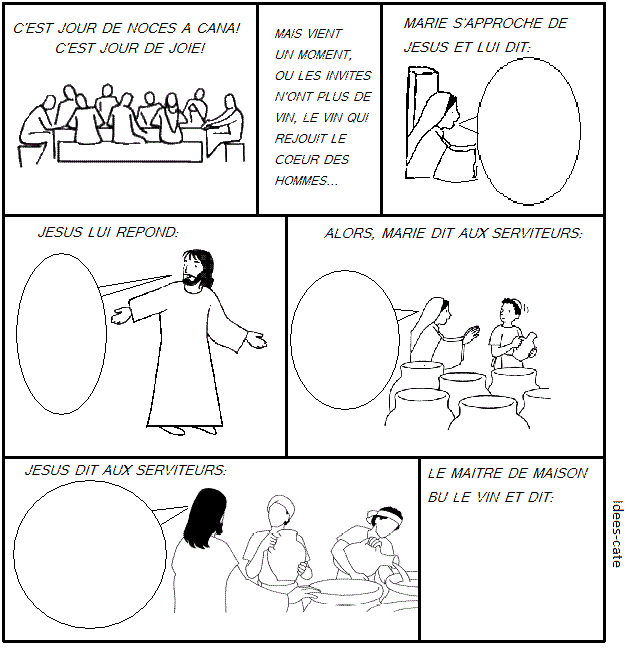 C'EST JOUR DE NOCES A CANA!
C'EST JOUR DE JOIE!
MAIS VIENT
UN MOMENT,
OU LES INVITES
N'ONT PLUS DE
VIN, LE VIN QUI
REJOUIT LE
COEUR DES
HOMMES...
MARIE S'APPROCHE DE
JESUS ET LUI DIT:
JESUS LUI REPOND:
ALORS, MARIE DIT AUX SERVITEURS:
JESUS DIT AUX SERVITEURS:
LE MAITRE DE MAISON
BU LE VIN ET DIT:
idees-cate